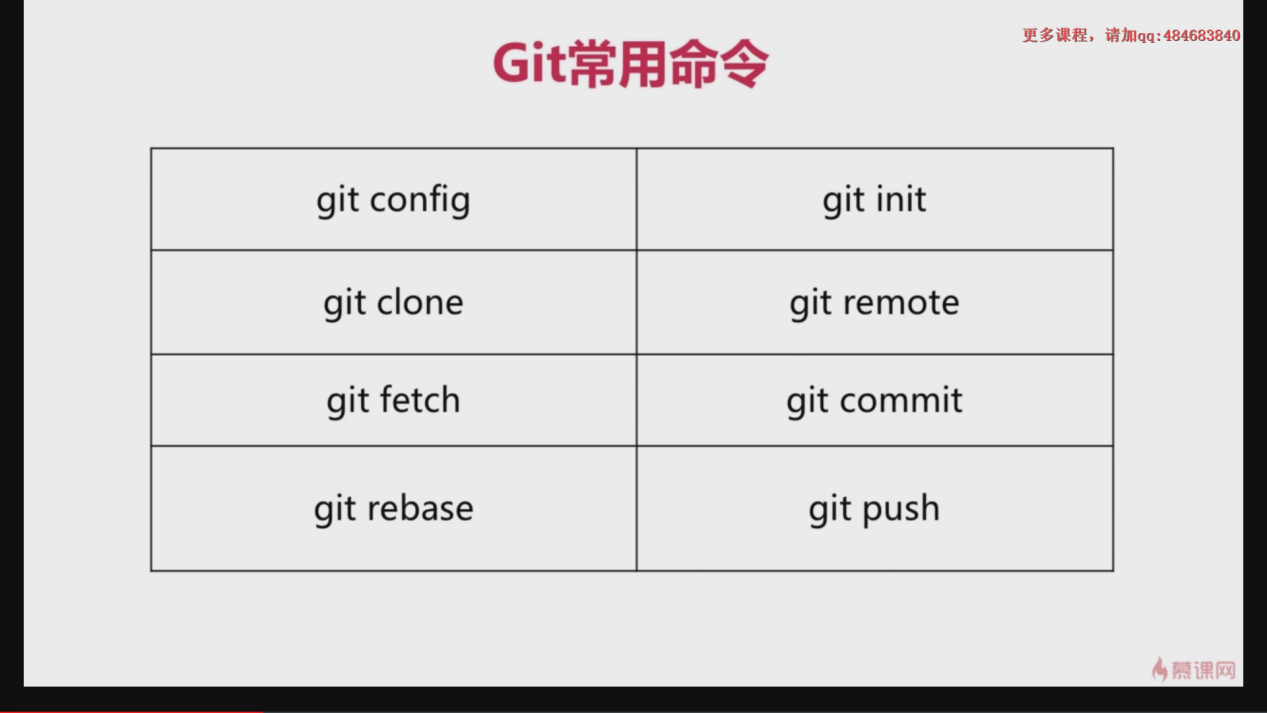 更多课程，请加qq:484683840
Git常用命令
git config git init
git clone git remote
git fetch git commit
git rebase git push
慕课网